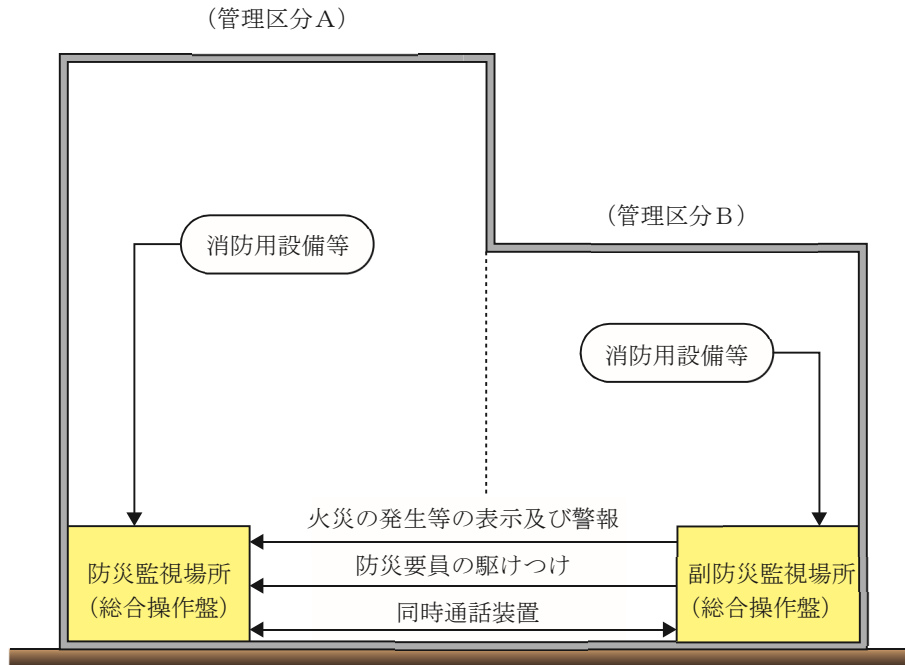 （管理区分Ａ）
（管理区分Ｂ）
消防用設備等
消防用設備等
火災の発生等の表示及び警報
防災要員の駆けつけ
同時通話装置
防災監視場所
（総合操作盤）
副防災監視場所
（総合操作盤）